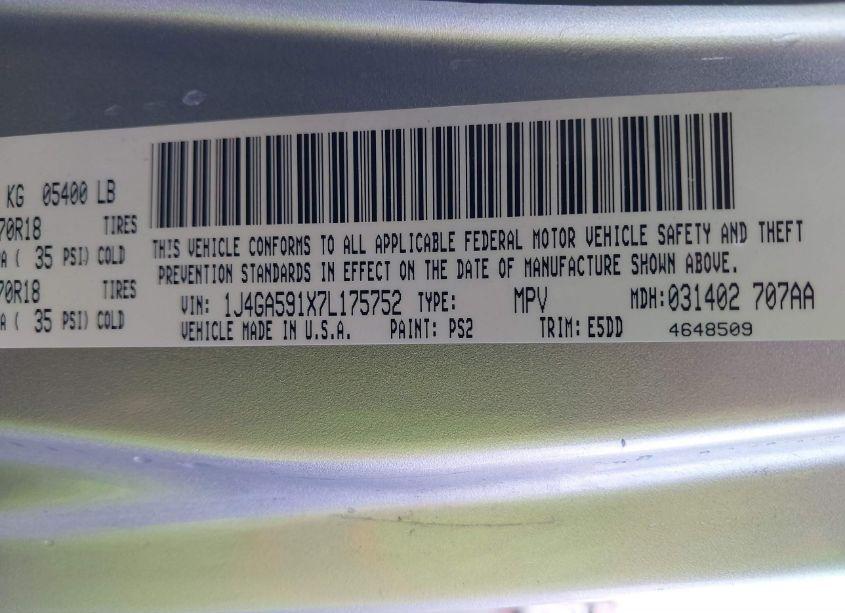 KG 05400 LB
70R18 TIRES
A ( 35 PSI) COLD
70R18 TIRES
A ( 35 PSI) COLD
THIS VEHICLE CONFORMS TO ALL APPLICABLE FEDERAL MOTOR VEHICLE SAFETY AND THEFT
PREVENTION STANDARDS IN EFFECT ON THE DATE OF MANUFACTURE SHOWN ABOVE.
VIN: 1J4GA591X7L175752 TYPE: MPV MDH:031402 707AA
VEHICLE MADE IN U.S.A. PAINT: PS2 TRIM: E5DD 4648509